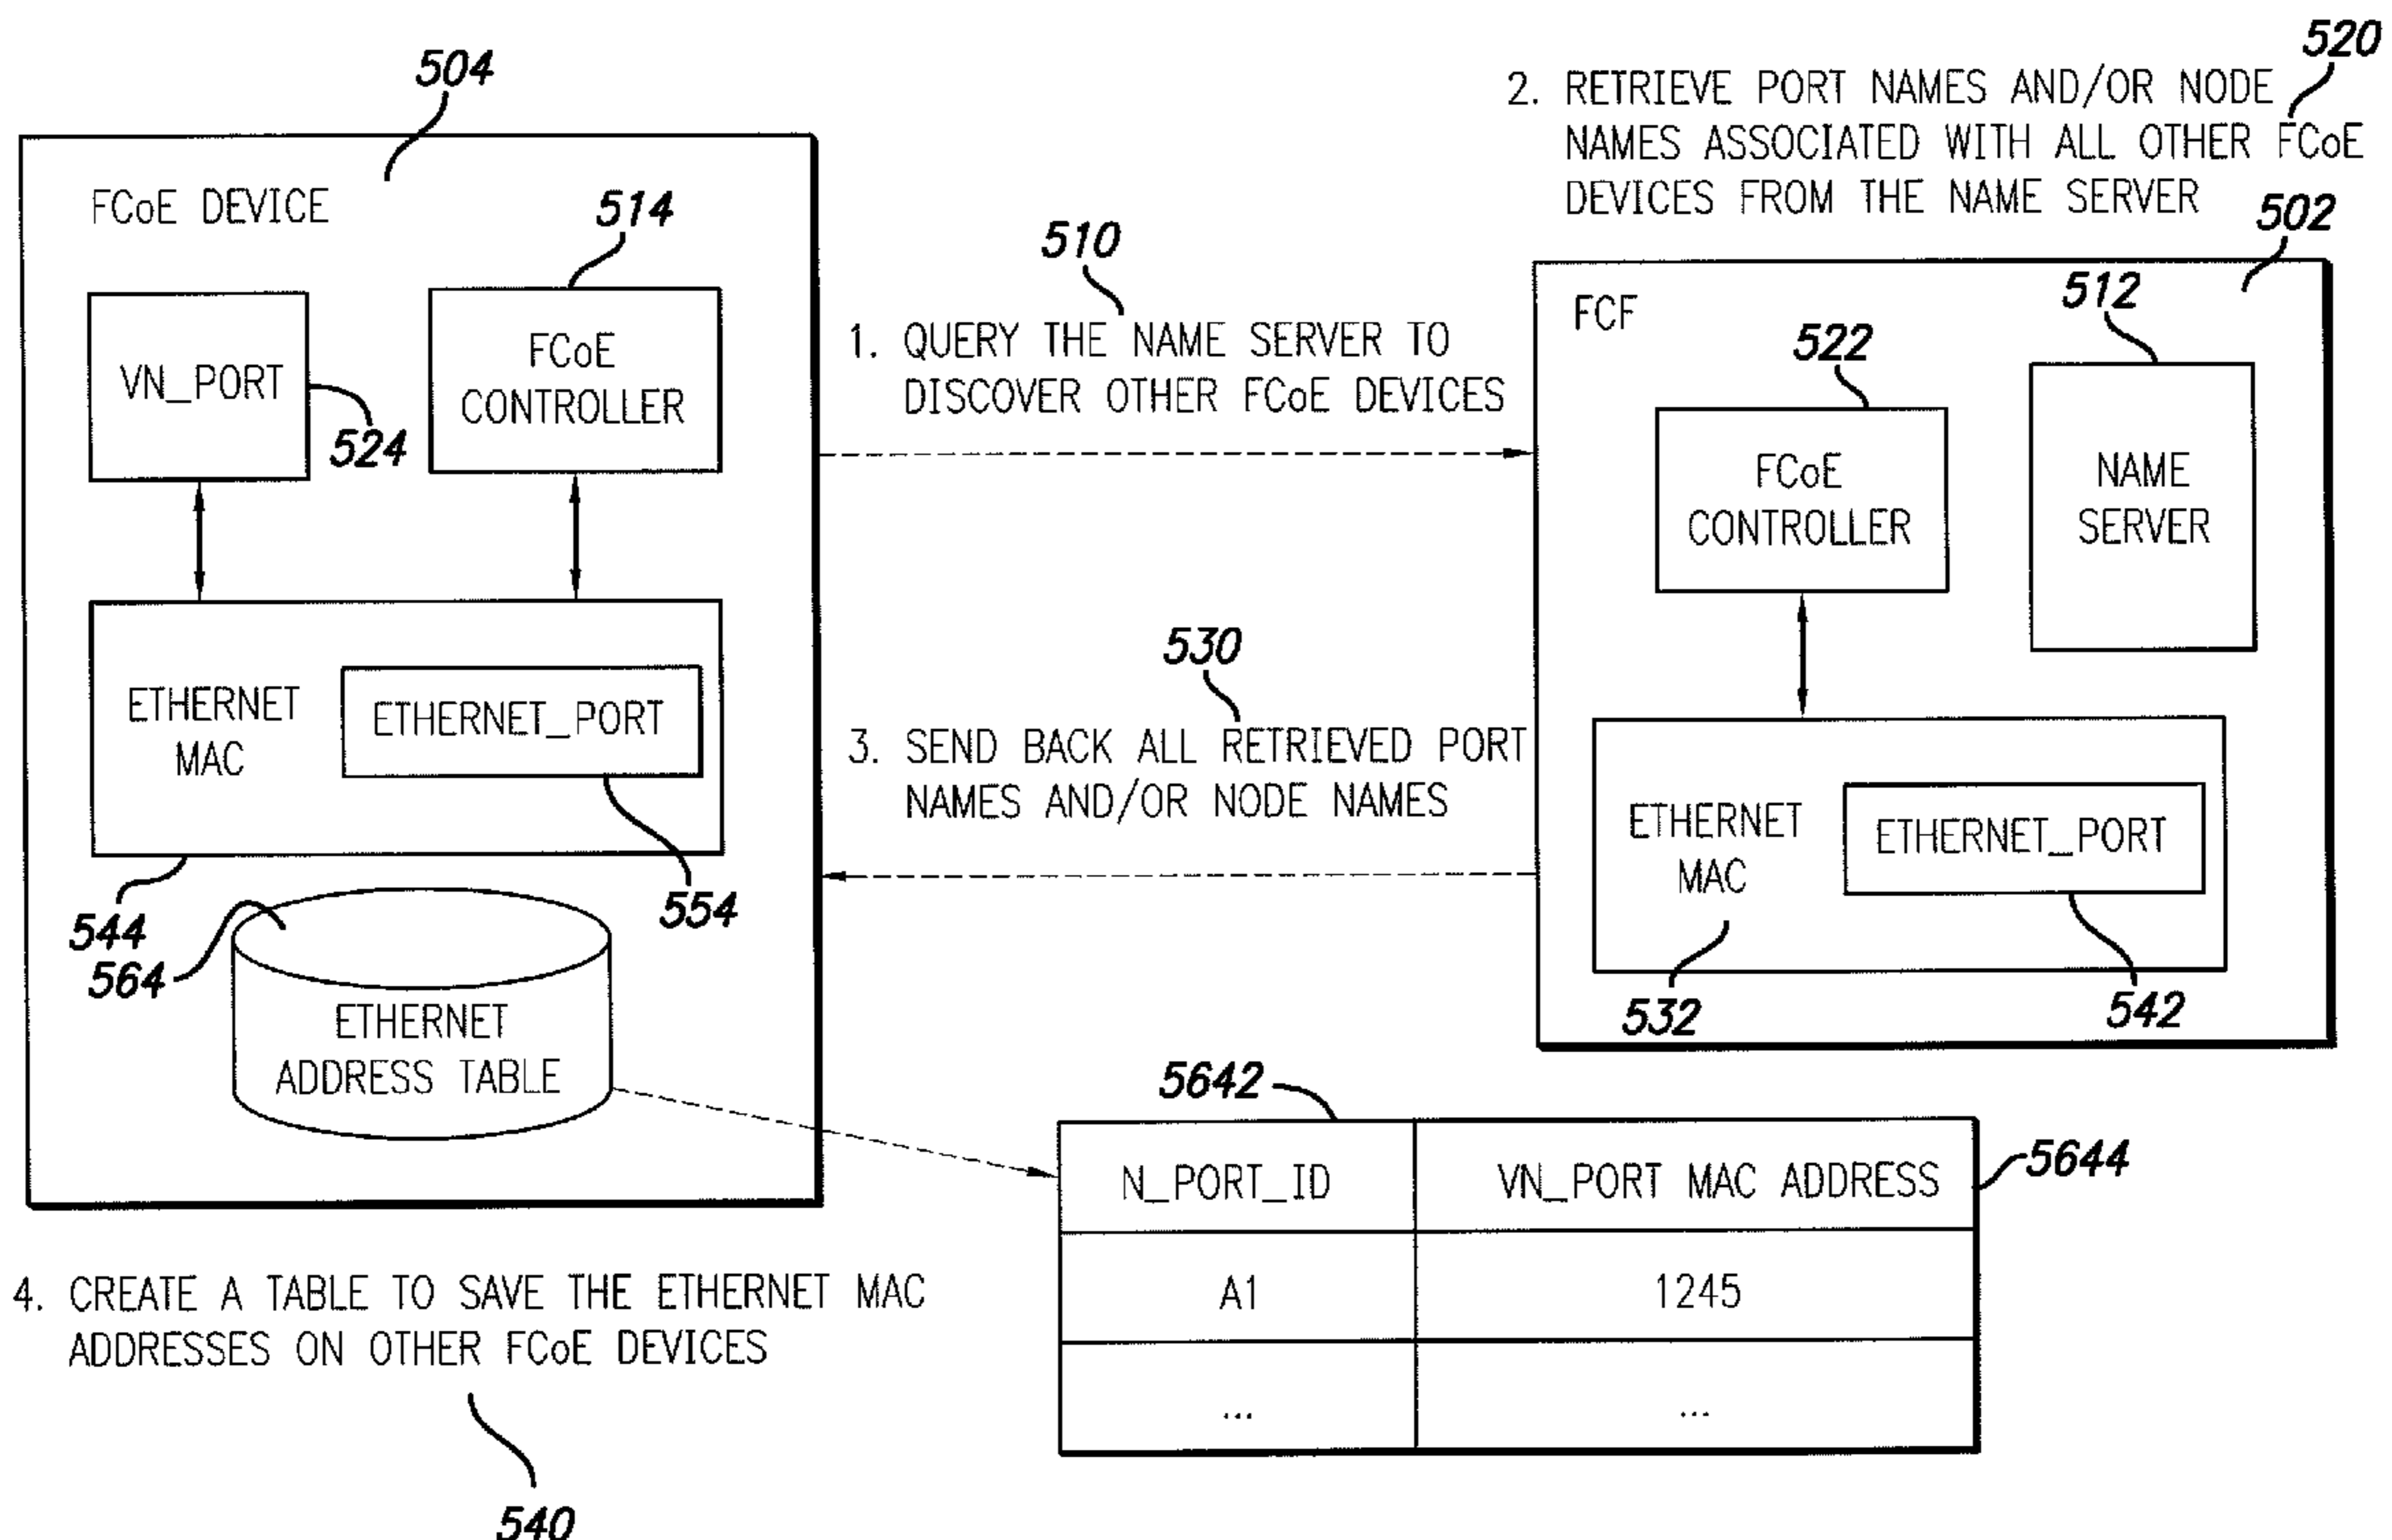 504
FCoE DEVICE
514
VN_PORT
524
FCoE
CONTROLLER
ETHERNET
MAC
ETHERNET_PORT
544
554
564
ETHERNET
ADDRESS TABLE
510
1. QUERY THE NAME SERVER TO
DISCOVER OTHER FCoE DEVICES
520
2. RETRIEVE PORT NAMES AND/OR NODE
NAMES ASSOCIATED WITH ALL OTHER FCoE
DEVICES FROM THE NAME SERVER
502
FCF
512
522
FCoE
CONTROLLER
NAME
SERVER
530
3. SEND BACK ALL RETRIEVED PORT
NAMES AND/OR NODE NAMES
ETHERNET
MAC
ETHERNET_PORT
532
542
5642
N_PORT_ID
VN_PORT MAC ADDRESS
5644
A1
1245
...
...
4. CREATE A TABLE TO SAVE THE ETHERNET MAC
ADDRESSES ON OTHER FCoE DEVICES
540